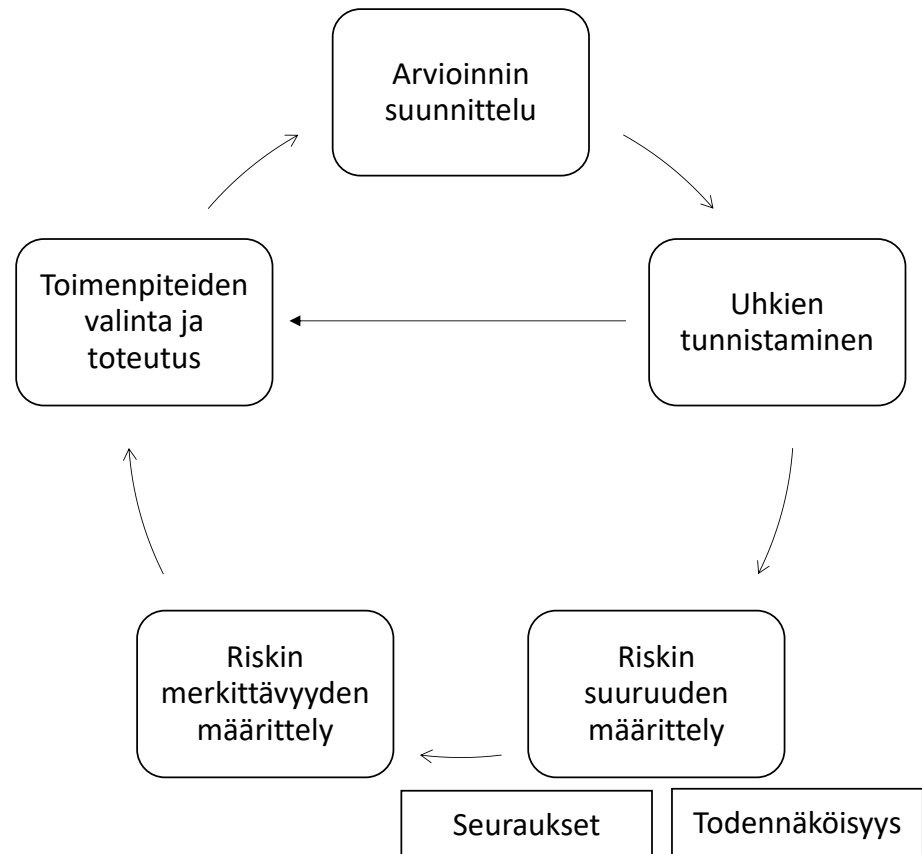 Arvioinnin
suunnittelu
Uhkien
tunnistaminen
Riskin
suuruuden
määrittely
Seuraukset
Todennäköisyys
Riskin
merkittävyyden
määrittely
Toimenpiteiden
valinta ja
toteutus